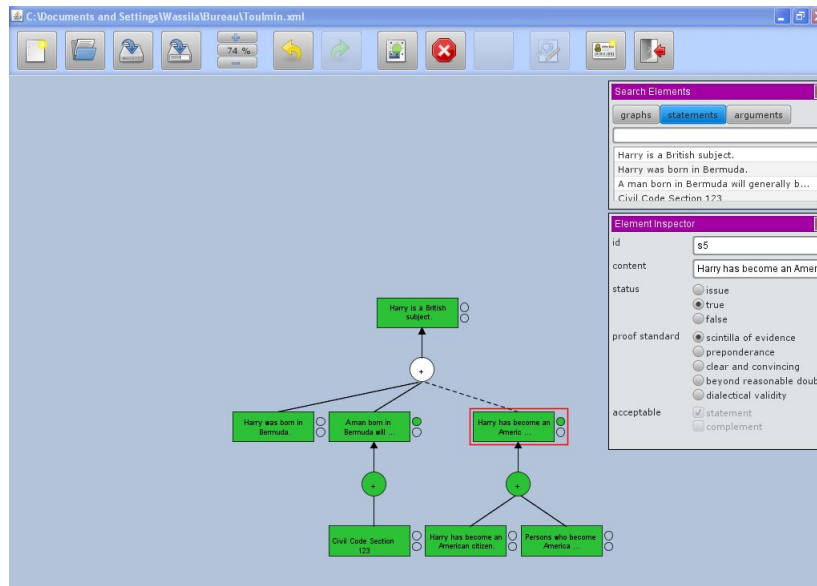 C:\Documents and Settings\Wassila\Bureau\Toulmin.xml
74 %
Search Elements
graphs statements arguments
Harry is a British subject.
Harry was born in Bermuda.
A man born in Bermuda will generally b...
Civil Code Section 123
Element Inspector
id s5
content Harry has become an Amer
status issue
true
false
proof standard scintilla of evidence
preponderance
clear and convincing
beyond reasonable doub
dialectical validity
acceptable statement
complement
Harry is a British
subject.
+
Harry was born in
Bermuda.
A man born in
Bermuda will ...
Harry has become an
Americ ...
+
+
Civil Code Section
123
Harry has become an
American citizen.
Persons who become
America ...